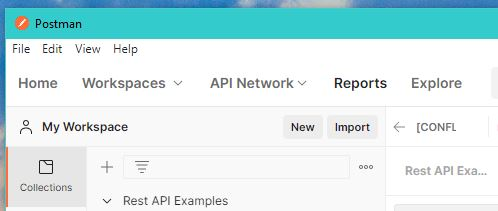 Postman
File Edit View Help
Home Workspaces API Network Reports Explore
My Workspace New Import [CONFL
Rest API Exa...
Collections
Rest API Examples